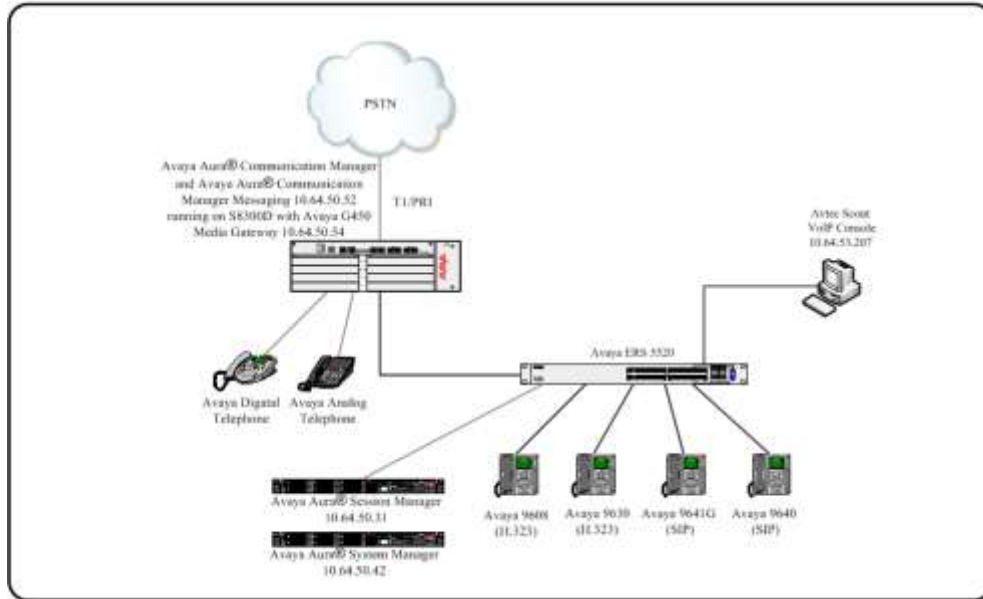 PSTN
Avaya Aura® Communication Manager
and Avaya Aura® Communication
Manager Messaging 10.64.50.52
running on S8300D with Avaya G450
Media Gateway 10.64.50.54
T1/PRI
Avtec Scout
VoIP Console
10.64.53.207
Avaya ERS 5520
Avaya Digatal
Telephone
Avaya Analog
Telephone
Avaya Aura® Session Manager
10.64.50.31
Avaya Aura® System Manager
10.64.50.42
Avaya 9608
(H.323)
Avaya 9630
(H.323)
Avaya 9641G
(SIP)
Avaya 9640
(SIP)